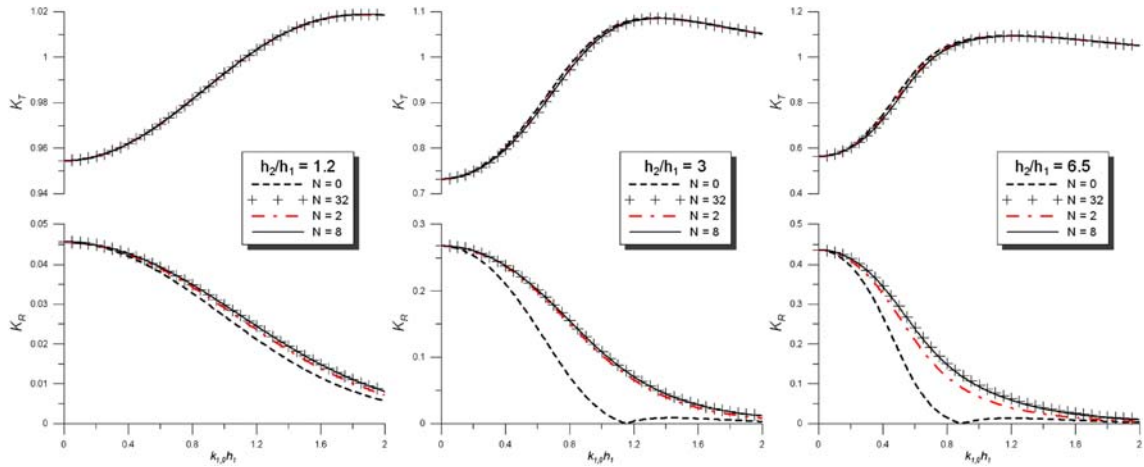 1.02
1
0.98
0.96
0.94
K_T
h₂/h₁ = 1.2
N = 0
N = 32
N = 2
N = 8
0.05
0.04
0.03
0.02
0.01
0
K_R
0 0.4 0.8 1.2 1.6 2
k₁,₀h₁
1.1
1
0.9
0.8
0.7
K_T
h₂/h₁ = 3
N = 0
N = 32
N = 2
N = 8
0.3
0.2
0.1
0
K_R
0 0.4 0.8 1.2 1.6 2
k₁,₀h₁
1.2
1
0.8
0.6
0.4
K_T
h₂/h₁ = 6.5
N = 0
N = 32
N = 2
N = 8
0.5
0.4
0.3
0.2
0.1
0
K_R
0 0.4 0.8 1.2 1.6 2
k₁,₀h₁